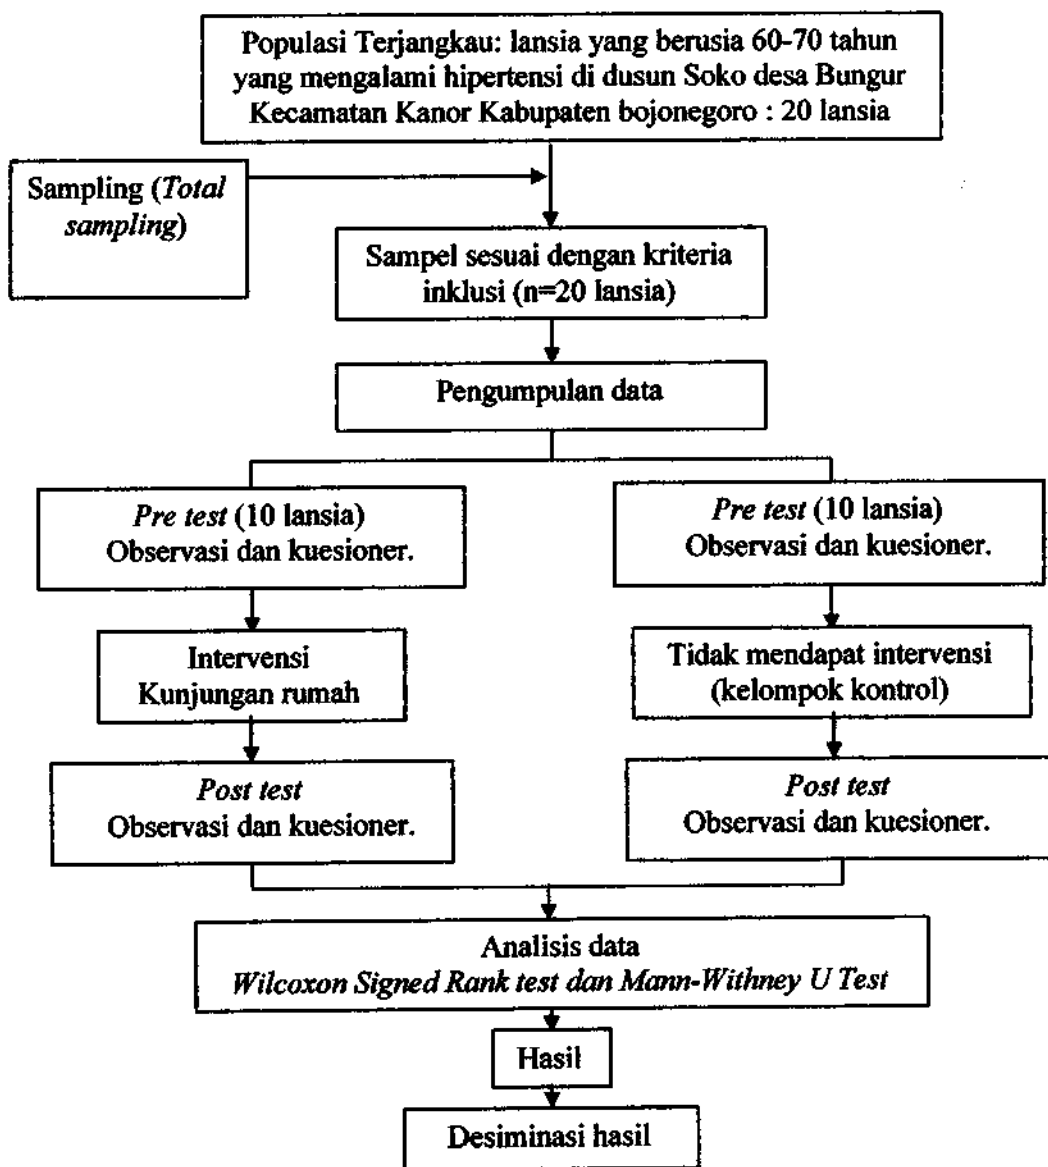 Populasi Terjangkau: lansia yang berusia 60-70 tahun
yang mengalami hipertensi di dusun Soko desa Bungur
Kecamatan Kanor Kabupaten bojonegoro : 20 lansia
Sampling (Total
sampling)
Sampel sesuai dengan kriteria
inklusi (n=20 lansia)
Pengumpulan data
Pre test (10 lansia)
Observasi dan kuesioner.
Pre test (10 lansia)
Observasi dan kuesioner.
Intervensi
Kunjungan rumah
Tidak mendapat intervensi
(kelompok kontrol)
Post test
Observasi dan kuesioner.
Post test
Observasi dan kuesioner.
Analisis data
Wilcoxon Signed Rank test dan Mann-Withney U Test
Hasil
Desiminasi hasil